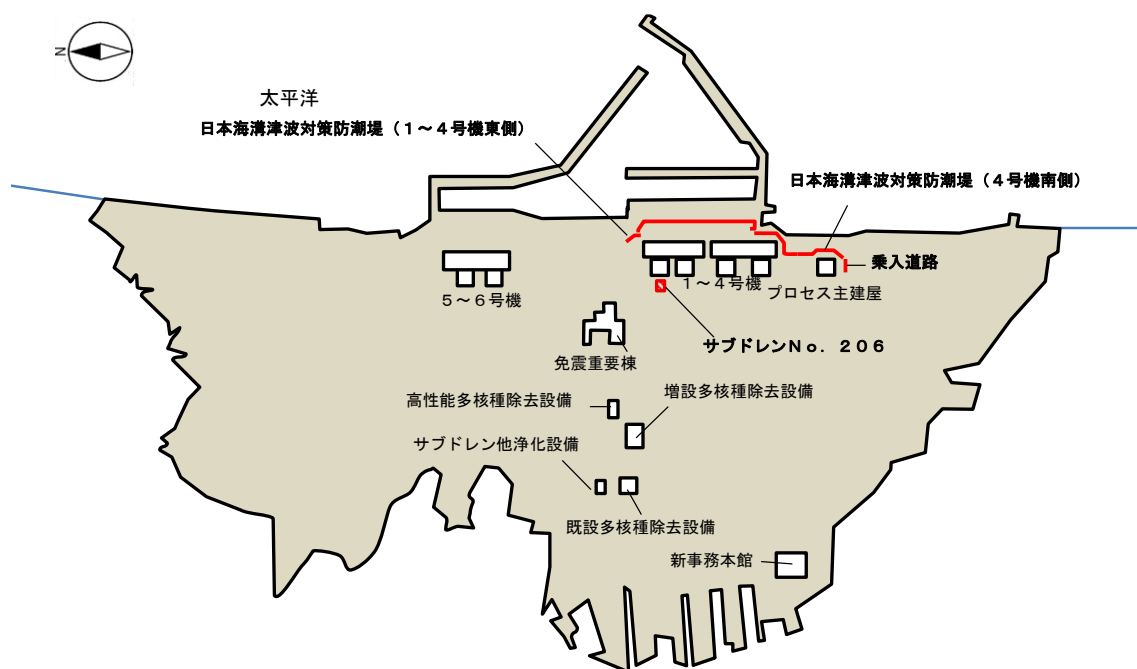 N
太平洋
日本海溝津波対策防潮堤(１～４号機東側)
日本海溝津波対策防潮堤(４号機南側)
乗入道路
５～６号機
１～４号機
プロセス主建屋
サブドレンＮｏ．２０６
免震重要棟
高性能多核種除去設備
増設多核種除去設備
サブドレン他浄化設備
既設多核種除去設備
新事務本館